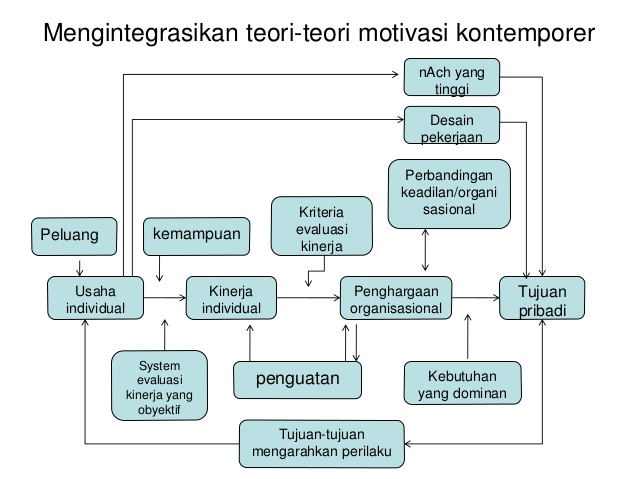 Mengintegrasikan teori-teori motivasi kontemporer
nAch yang
tinggi
Desain
pekerjaan
Perbandingan
keadilan/organi
sasional
Kriteria
evaluasi
kinerja
Peluang
kemampuan
Usaha
individual
Kinerja
individual
Penghargaan
organisasional
Tujuan
pribadi
System
evaluasi
kinerja yang
obyektif
penguatan
Kebutuhan
yang dominan
Tujuan-tujuan
mengarahkan perilaku